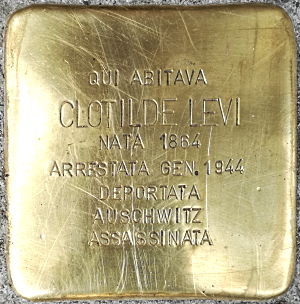 QUI ABITAVA
CLOTILDE LEVI
NATA 1864
ARRESTATA GEN. 1944
DEPORTATA
AUSCHWITZ
ASSASSINATA